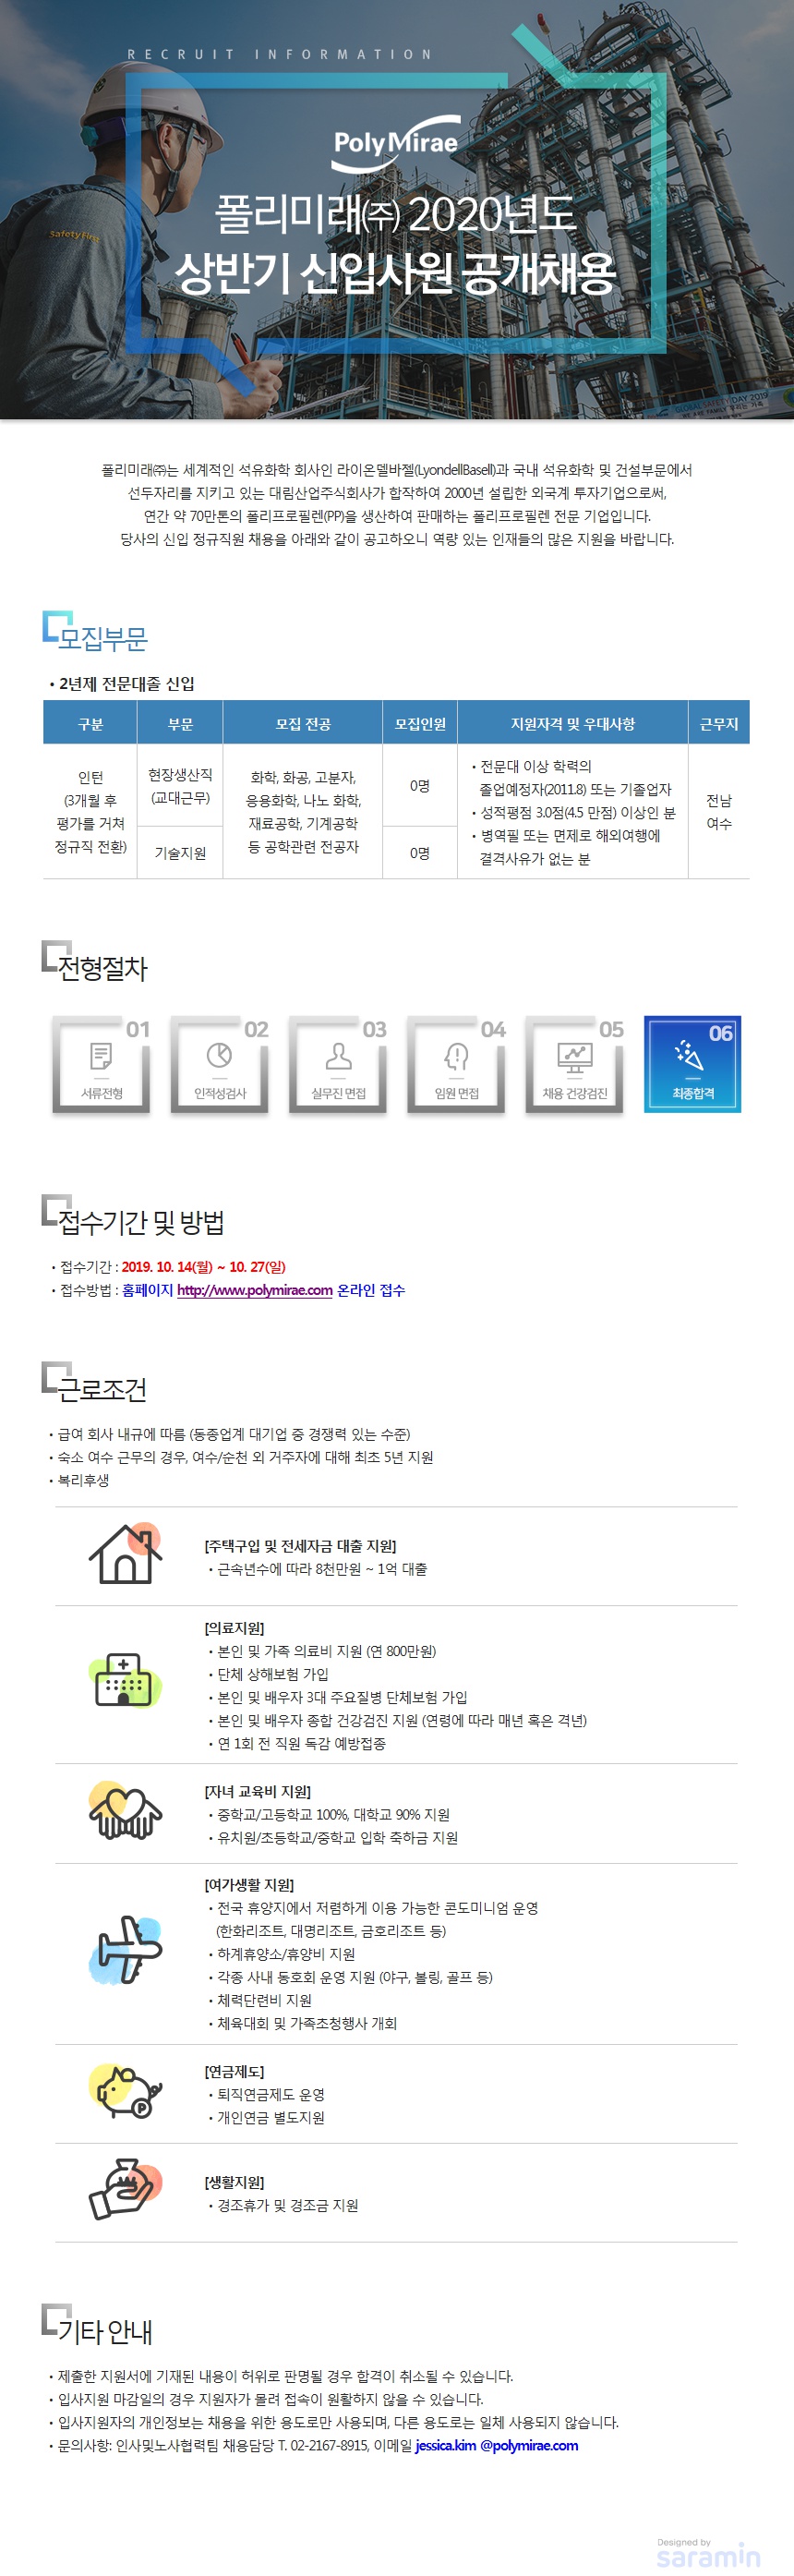 RECRUIT INFORMATION
PolyMirae
폴리미래㈜ 2020년도
상반기 신입사원 공개채용
SafetyFirst
GLOBAL SAFETY DAY 2019
폴리미래㈜는 세계적인 석유화학 회사인 라이온델바젤(LyondellBasell)과 국내 석유화학 및 건설부문에서
선두자리를 지키고 있는 대림산업주식회사가 합작하여 2000년 설립한 외국계 투자기업으로써,
연간 약 70만톤의 폴리프로필렌(PP)을 생산하여 판매하는 폴리프로필렌 전문 기업입니다.
당사의 신입 정규직원 채용을 아래와 같이 공고하오니 역량 있는 인재들의 많은 지원을 바랍니다.
모집부문
• 2년제 전문대졸 신입
구분 부문 모집 전공 모집인원 지원자격 및 우대사항 근무지
인턴
(3개월 후
평가를 거쳐
정규직 전환)
현장생산직
(교대근무)
기술지원
화학, 화공, 고분자,
응용화학, 나노 화학,
재료공학, 기계공학
등 공학관련 전공자
0명
0명
• 전문대 이상 학력의
졸업예정자(2011.8) 또는 기졸업자
• 성적평점 3.0점(4.5 만점) 이상인 분
• 병역필 또는 면제로 해외여행에
결격사유가 없는 분
전남
여수
전형절차
01 서류전형
02 인적성검사
03 실무진 면접
04 임원 면접
05 채용 건강검진
06 최종합격
접수기간 및 방법
• 접수기간 : 2019. 10. 14(월) ~ 10. 27(일)
• 접수방법 : 홈페이지 http://www.polymirae.com 온라인 접수
근로조건
• 급여 회사 내규에 따름 (동종업계 대기업 중 경쟁력 있는 수준)
• 숙소 여수 근무의 경우, 여수/순천 외 거주자에 대해 최초 5년 지원
• 복리후생
[주택구입 및 전세자금 대출 지원]
• 근속년수에 따라 8천만원 ~ 1억 대출
[의료지원]
• 본인 및 가족 의료비 지원 (연 800만원)
• 단체 상해보험 가입
• 본인 및 배우자 3대 주요질병 단체보험 가입
• 본인 및 배우자 종합 건강검진 지원 (연령에 따라 매년 혹은 격년)
• 연 1회 전 직원 독감 예방접종
[자녀 교육비 지원]
• 중학교/고등학교 100%, 대학교 90% 지원
• 유치원/초등학교/중학교 입학 축하금 지원
[여가생활 지원]
• 전국 휴양지에서 저렴하게 이용 가능한 콘도미니엄 운영
(한화리조트, 대명리조트, 금호리조트 등)
• 하계휴양소/휴양비 지원
• 각종 사내 동호회 운영 지원 (야구, 볼링, 골프 등)
• 체력단련비 지원
• 체육대회 및 가족초청행사 개회
[연금제도]
• 퇴직연금제도 운영
• 개인연금 별도지원
[생활지원]
• 경조휴가 및 경조금 지원
기타 안내
• 제출한 지원서에 기재된 내용이 허위로 판명될 경우 합격이 취소될 수 있습니다.
• 입사지원 마감일의 경우 지원자가 몰려 접속이 원활하지 않을 수 있습니다.
• 입사지원자의 개인정보는 채용을 위한 용도로만 사용되며, 다른 용도로는 일체 사용되지 않습니다.
• 문의사항: 인사및노사협력팀 채용담당 T. 02-2167-8915, 이메일 jessica.kim @polymirae.com
Designed by
saramin